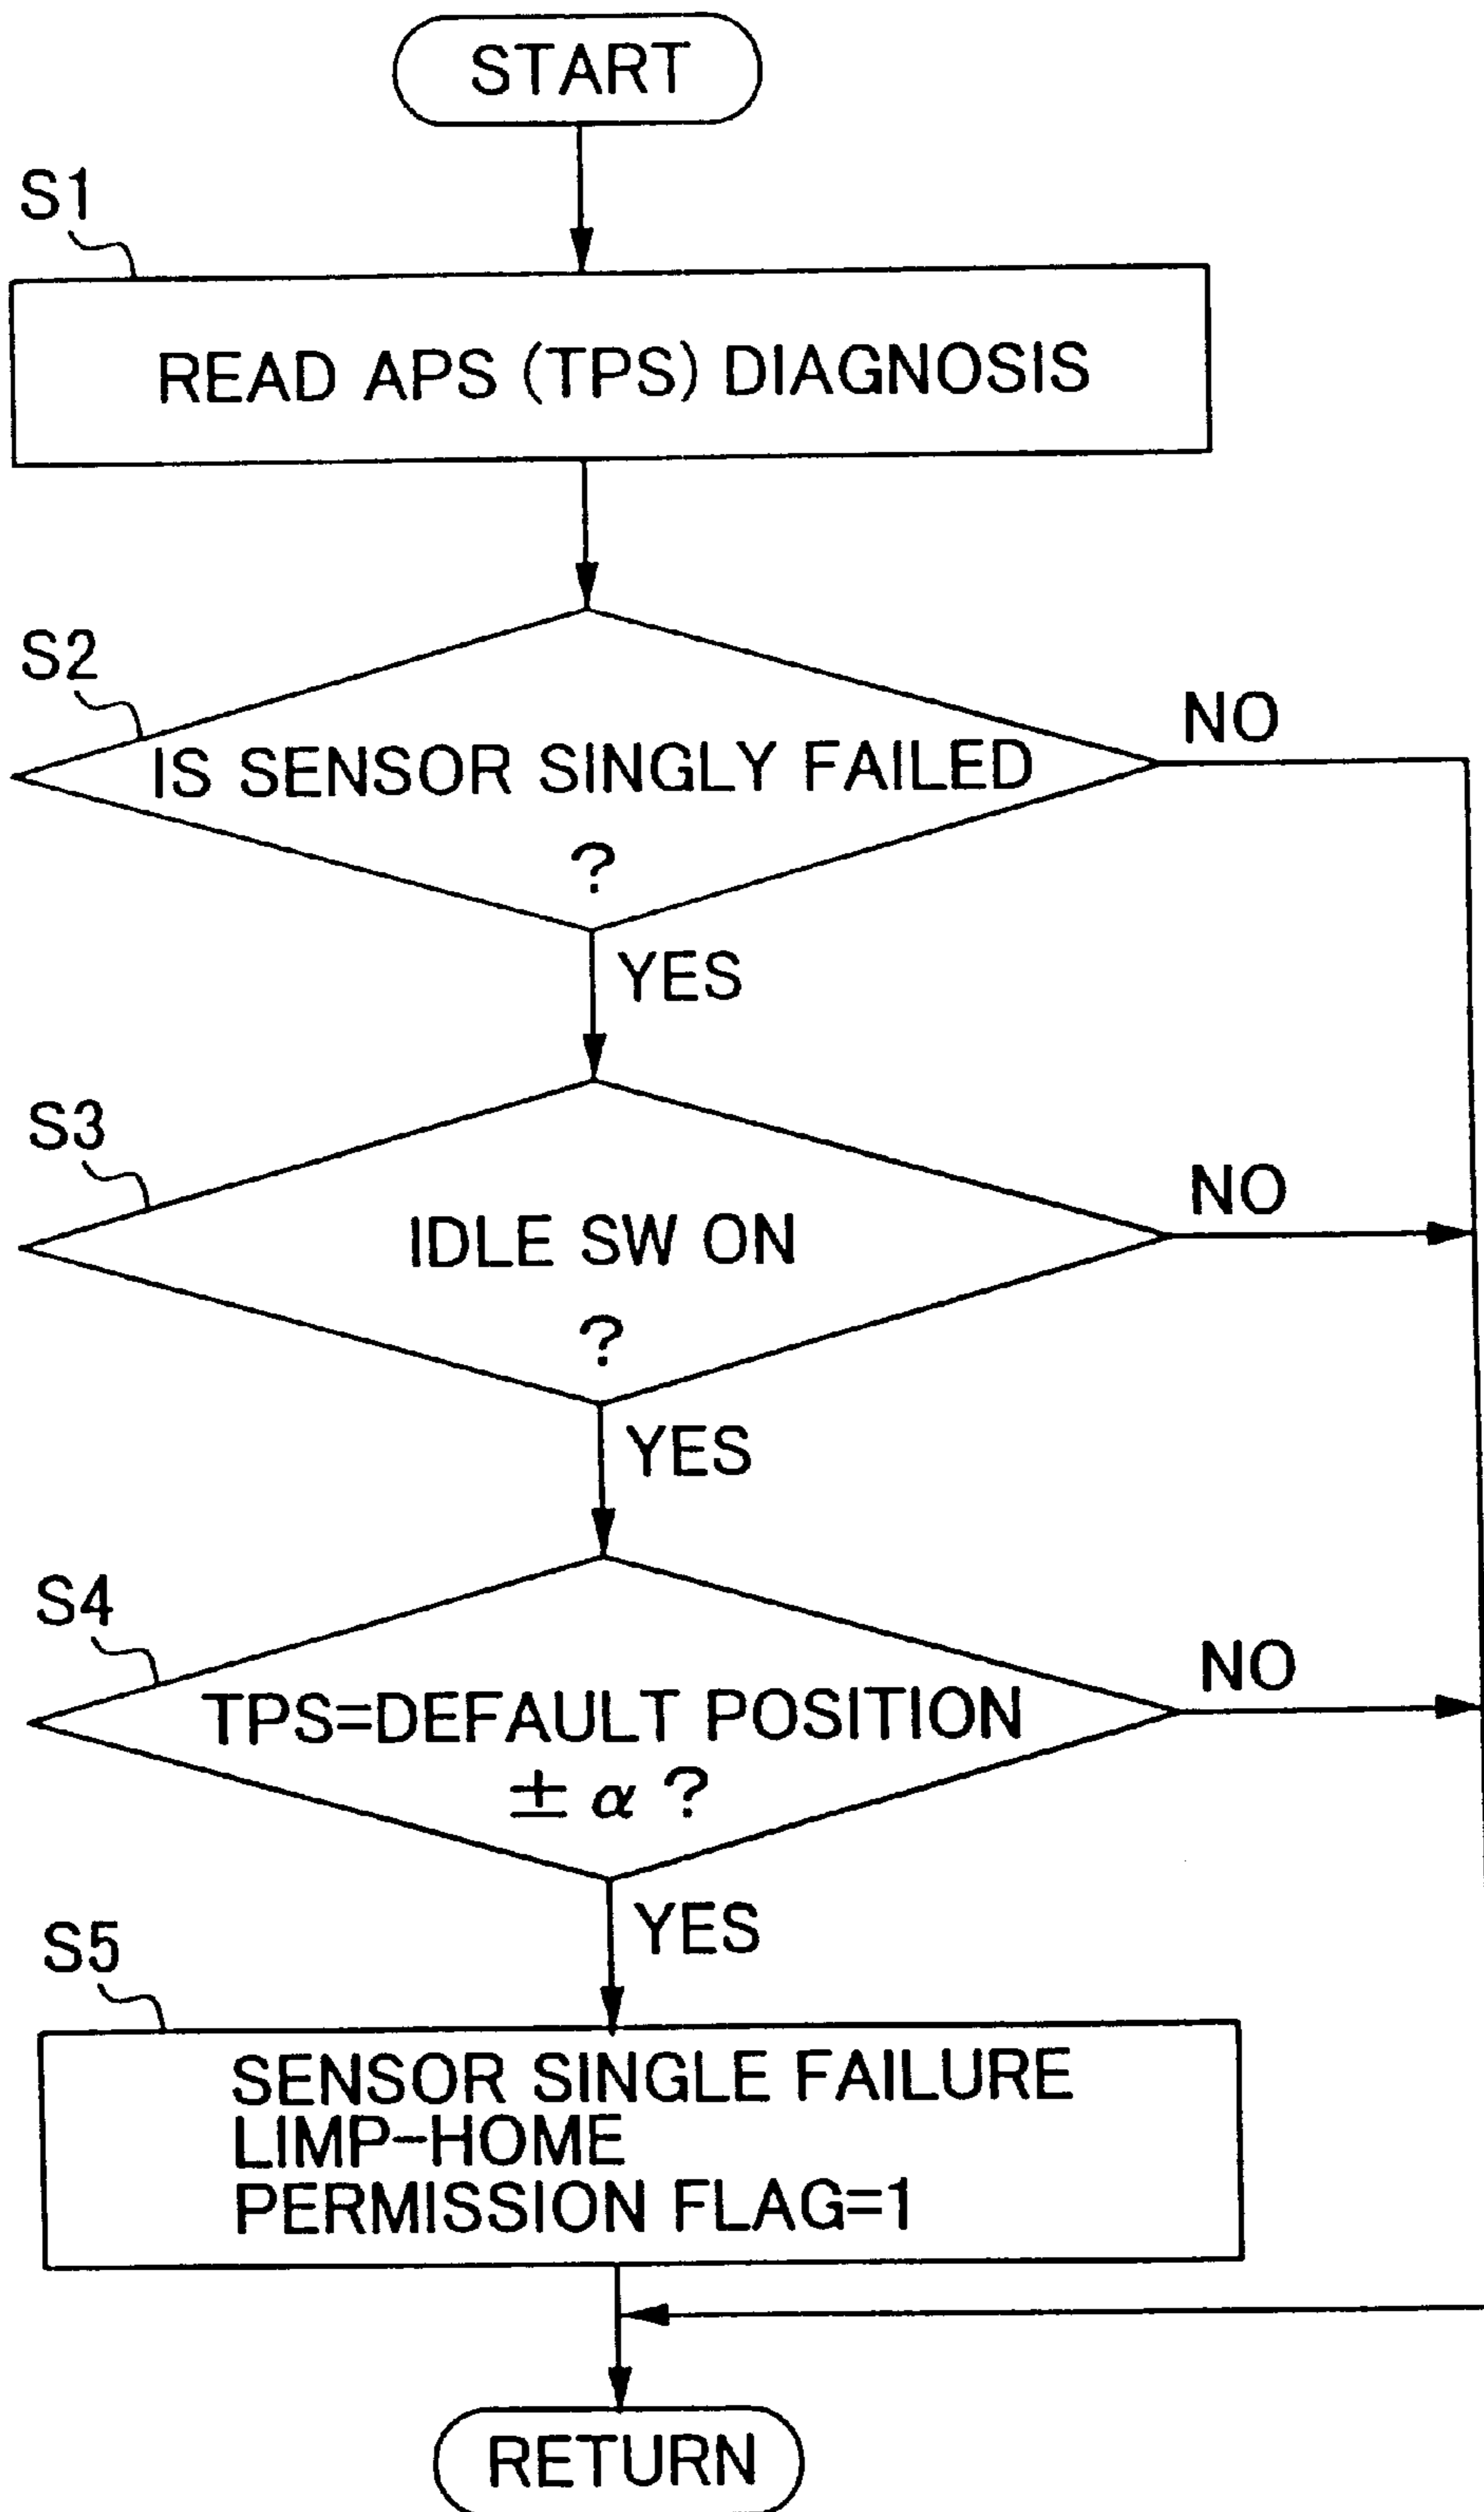 START
S1
READ APS (TPS) DIAGNOSIS
S2
NO
IS SENSOR SINGLY FAILED
?
YES
S3
NO
IDLE SW ON
?
YES
S4
NO
TPS=DEFAULT POSITION
± α ?
YES
S5
SENSOR SINGLE FAILURE
LIMP-HOME
PERMISSION FLAG=1
RETURN